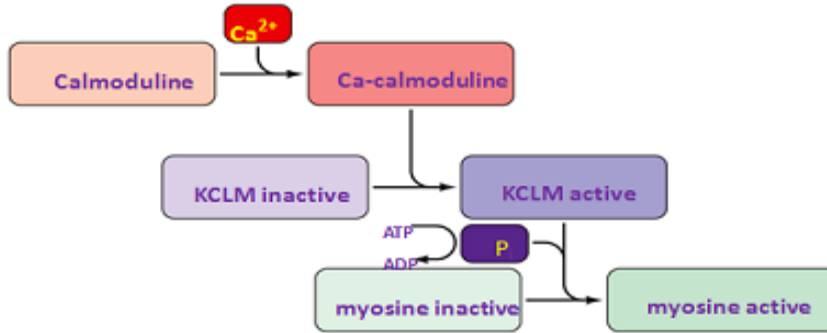 Ca2+
Calmoduline
Ca-calmoduline
KCLM inactive
KCLM active
ATP
P
ADP
myosine inactive
myosine active